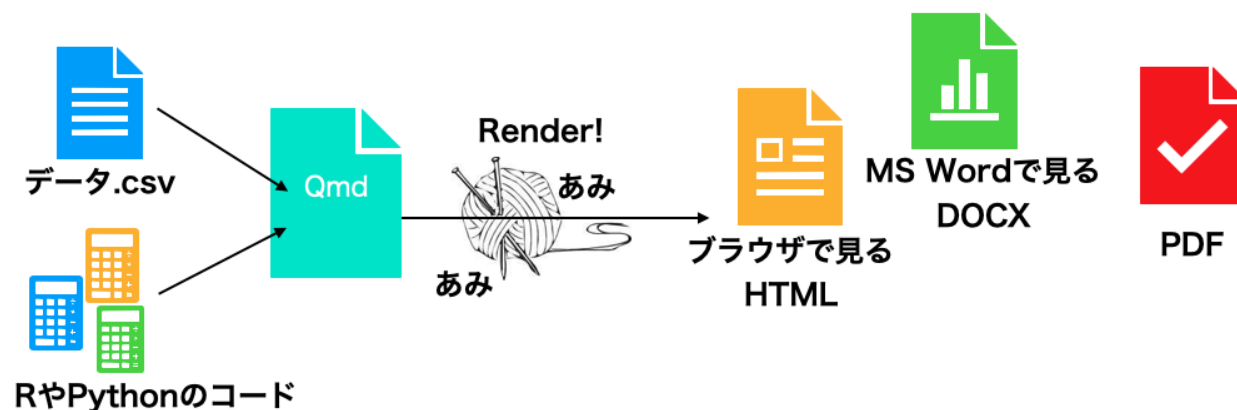 データ.csv
RやPythonのコード
Qmd
Render!
あみ
あみ
ブラウザで見る
HTML
MS Wordで見る
DOCX
PDF